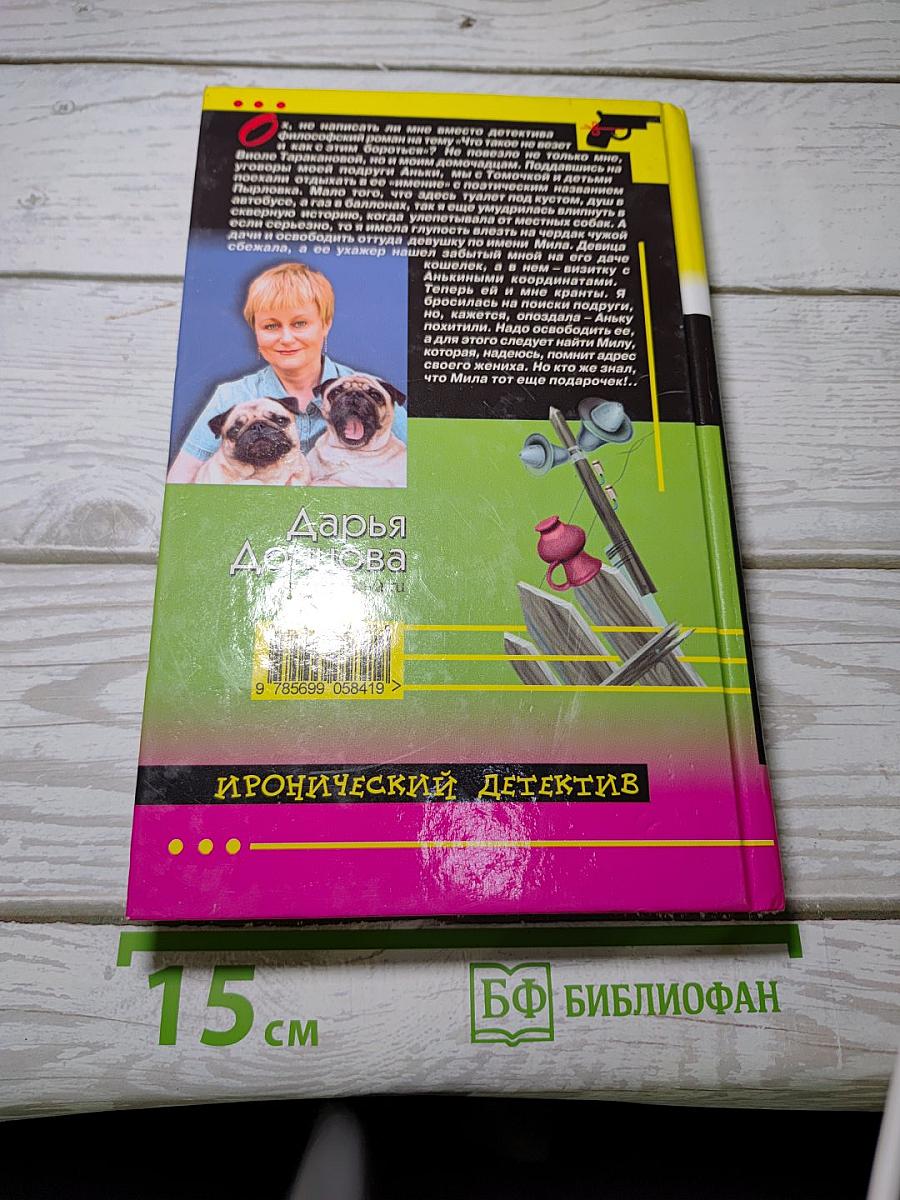 Ох, не написать ли мне вместо детектива
философский роман на тему «Что такое не везет
и как с этим бороться»? Не повезло не только мне,
Виоле Таракановой, но и моим домочадцам. Поддавшись на
уговоры моей подруги Аньки, мы с Томочкой и детьми
поехали отдыхать в ее «имение» с поэтическим названием
Пырловка. Мало того, что здесь туалет под кустом, душ в
автобусе, а газ в баллонах, так я еще умудрилась влипнуть в
скверную историю, когда улепетывала от местных собак. А
если серьезно, то я имела глупость влезть на чердак чужой
дачи и освободить оттуда девушку по имени Мила. Девица
сбежала, а ее ухажер нашел забытый мной на его даче
кошелек, а в нем – визитку с
Анькиными координатами.
Теперь ей и мне кранты. Я
бросилась на поиски подруги,
но, кажется, опоздала – Аньку
похитили. Надо освободить ее,
а для этого следует найти Милу,
которая, надеюсь, помнит адрес
своего жениха. Но кто же знал,
что Мила тот еще подарочек!..
Дарья
Донцова
9 785699 058419 >
ИРОНИЧЕСКИЙ ДЕТЕКТИВ
15 см
БФ БИБЛИОФАН